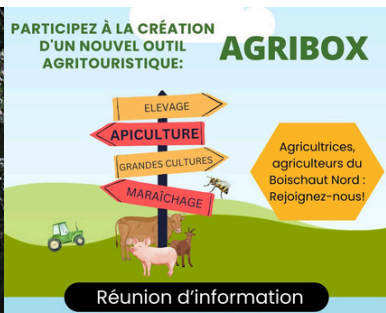 PARTICIPEZ À LA CRÉATION
D'UN NOUVEL OUTIL
AGRITOURISTIQUE:
AGRIBOX
ELEVAGE
APICULTURE
GRANDES CULTURES
MARAÎCHAGE
Agricultrices,
agriculteurs du
Boischaut Nord :
Rejoignez-nous!
Réunion d'information